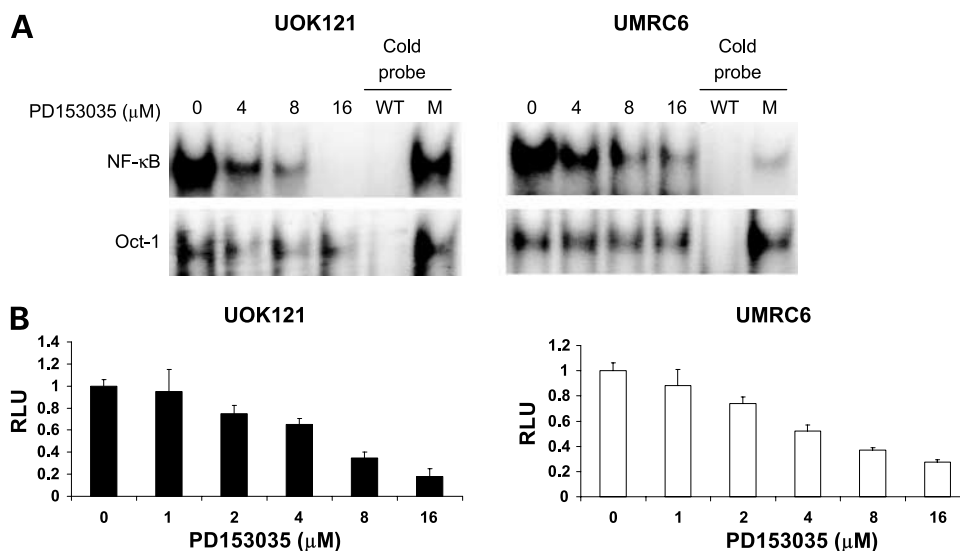 A
UOK121
UMRC6
Cold probe
Cold probe
PD153035 (μM)
0 4 8 16 WT M
0 4 8 16 WT M
NF-κB
Oct-1
B
UOK121
UMRC6
1.4
1.2
1
0.8
0.6
0.4
0.2
0
RLU
0 1 2 4 8 16
PD153035 (μM)
1.2
1
0.8
0.6
0.4
0.2
0
RLU
0 1 2 4 8 16
PD153035 (μM)